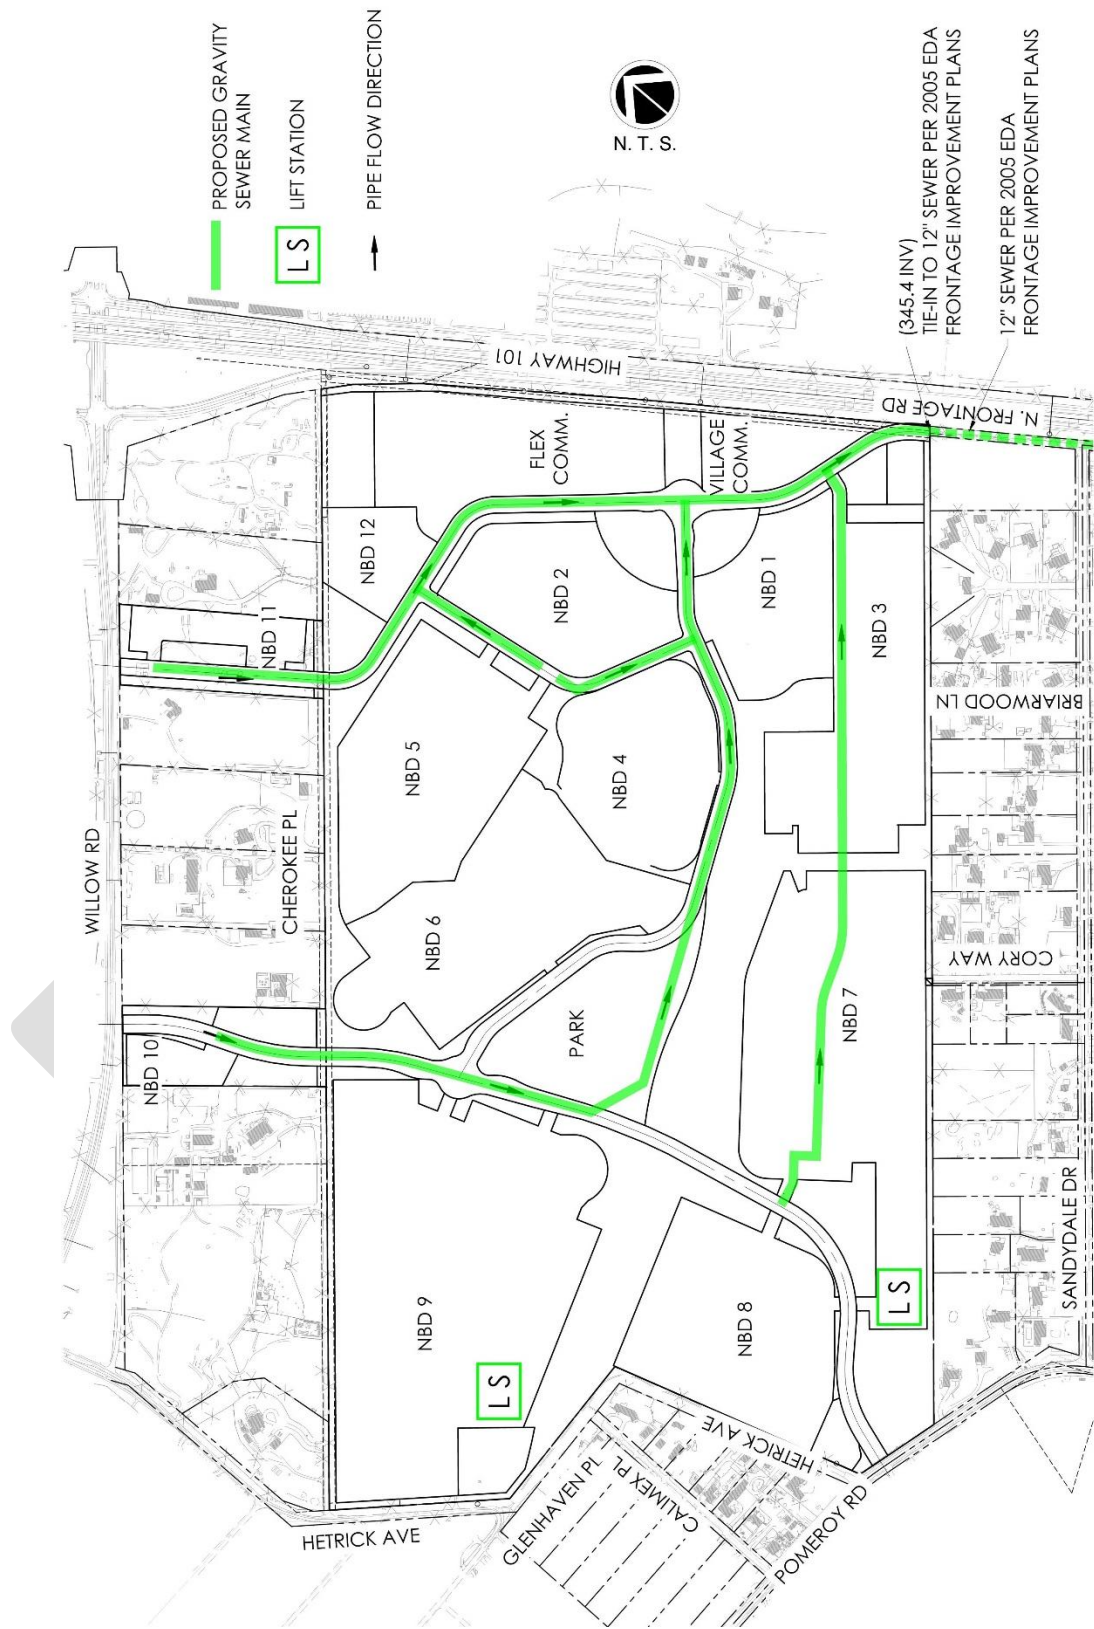 PROPOSED GRAVITY
SEWER MAIN
LS
LIFT STATION
PIPE FLOW DIRECTION
N. T. S.
(345.4 INV)
TIE-IN TO 12" SEWER PER 2005 EDA
FRONTAGE IMPROVEMENT PLANS
12" SEWER PER 2005 EDA
FRONTAGE IMPROVEMENT PLANS
HIGHWAY 101
N. FRONTAGE RD
FLEX
COMM.
VILLAGE
COMM.
NBD 12
NBD 11
NBD 2
NBD 1
NBD 3
NBD 5
NBD 4
BRIARWOOD LN
WILLOW RD
CHEROKEE PL
NBD 6
NBD 10
PARK
NBD 7
CORY WAY
NBD 9
NBD 8
LS
LS
SANDYDALE DR
HETRICK AVE
GLENHAVEN PL
CALIMEX PL
HETRICK AVE
POMEROY RD